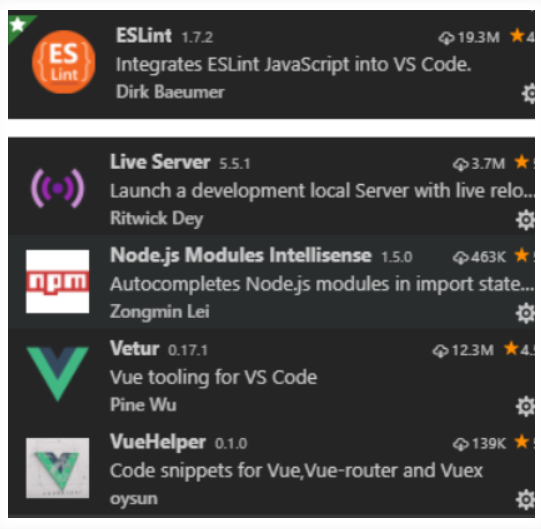 ESLint 1.7.2 19.3M 4
Integrates ESLint JavaScript into VS Code.
Dirk Baeumer
ES
Lint
Live Server 5.5.1 3.7M
Launch a development local Server with live relo...
Ritwick Dey
Node.js Modules Intellisense 1.5.0 463K
Autocompletes Node.js modules in import state...
Zongmin Lei
npm
Vetur 0.17.1 12.3M 4.
Vue tooling for VS Code
Pine Wu
VueHelper 0.1.0 139K
Code snippets for Vue,Vue-router and Vuex
oysun